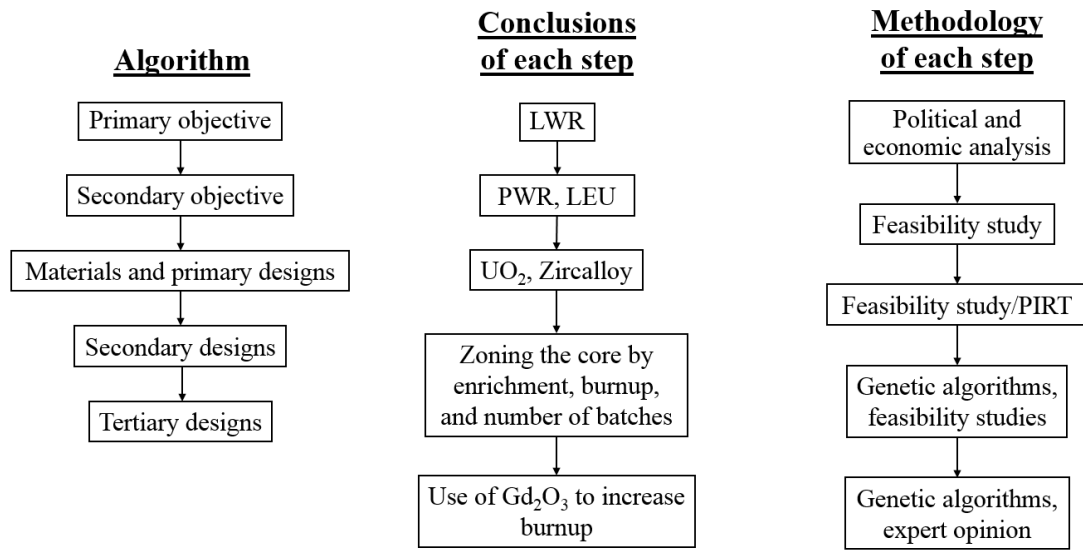 Algorithm
Primary objective
Secondary objective
Materials and primary designs
Secondary designs
Tertiary designs
Conclusions
of each step
LWR
PWR, LEU
UO₂, Zircalloy
Zoning the core by
enrichment, burnup,
and number of batches
Use of Gd₂O₃ to increase
burnup
Methodology
of each step
Political and
economic analysis
Feasibility study
Feasibility study/PIRT
Genetic algorithms,
feasibility studies
Genetic algorithms,
expert opinion